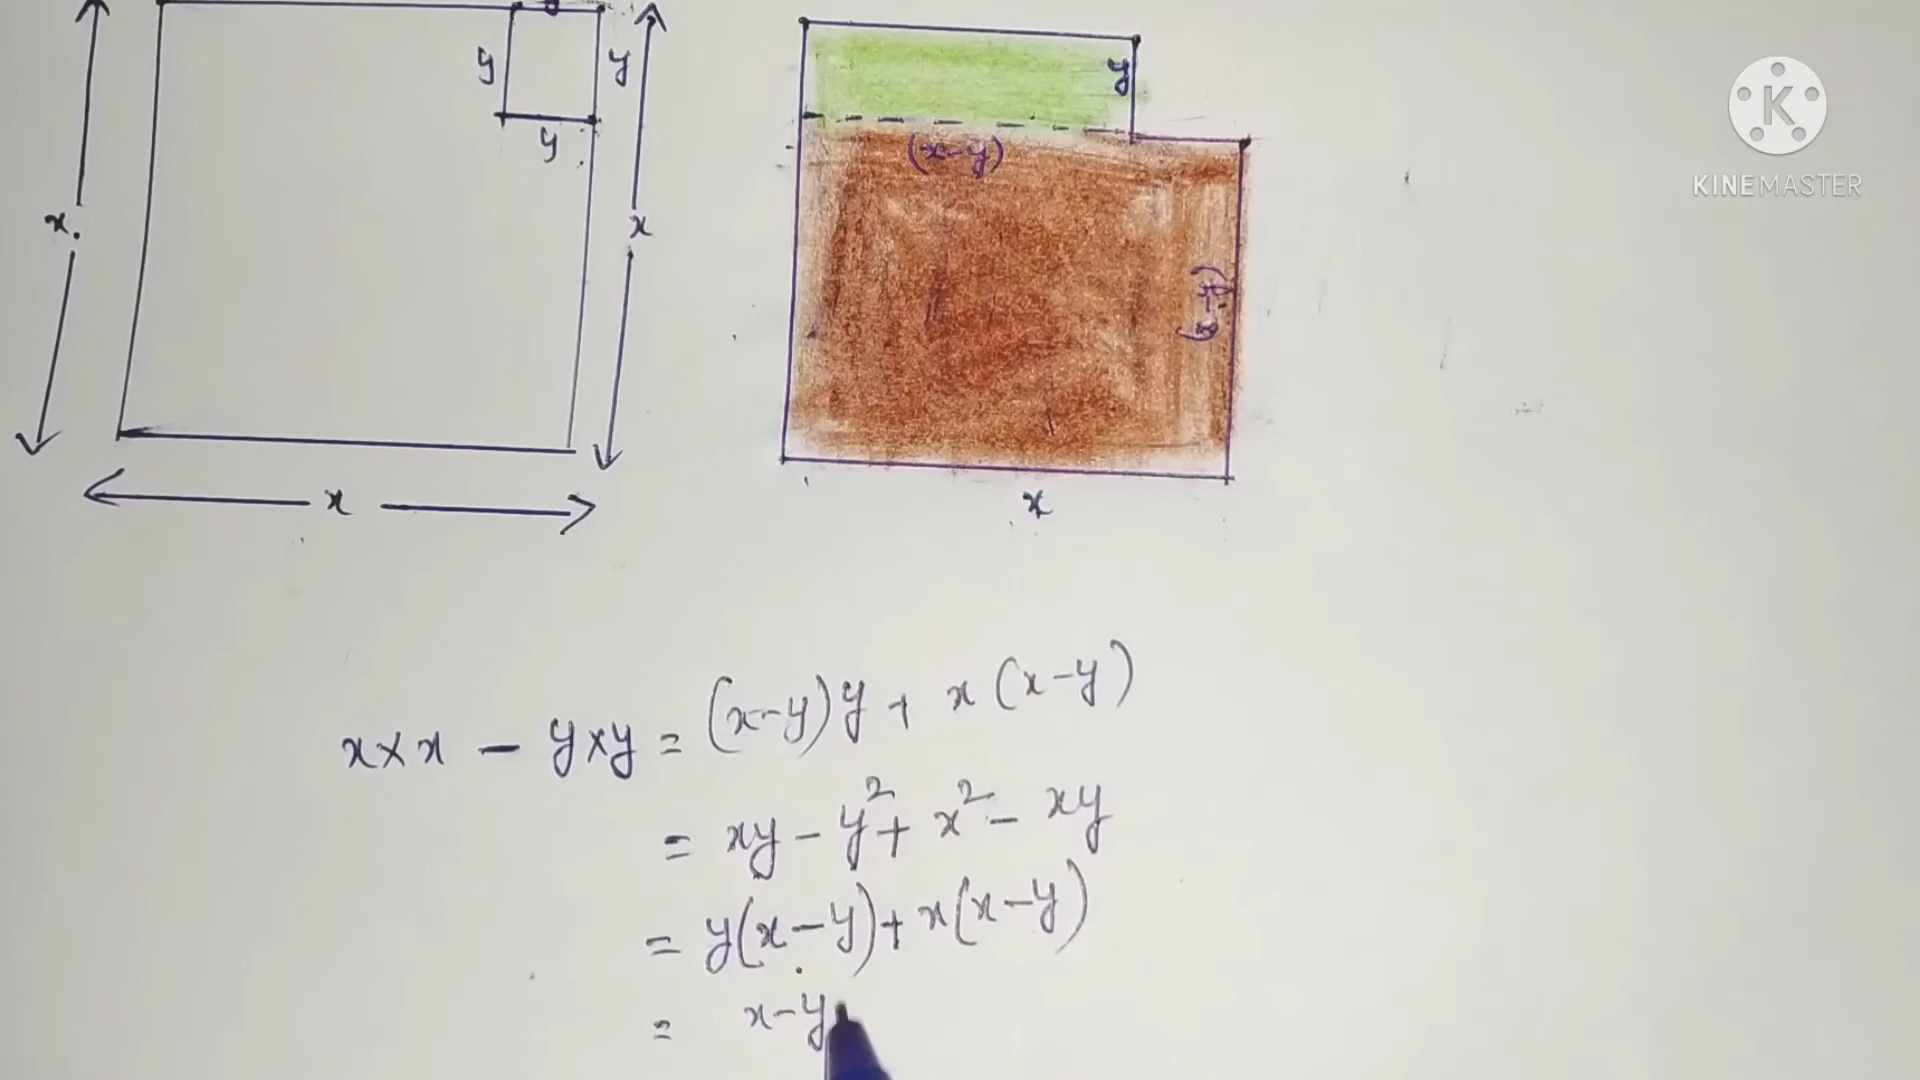 y
y
y
y
x
x
x
y
(x-y)
(x-y)
x
K
KINEMASTER
x×x - y×y = (x-y)y + x(x-y)
= xy - y² + x² - xy
= y(x-y) + x(x-y)
= x-y